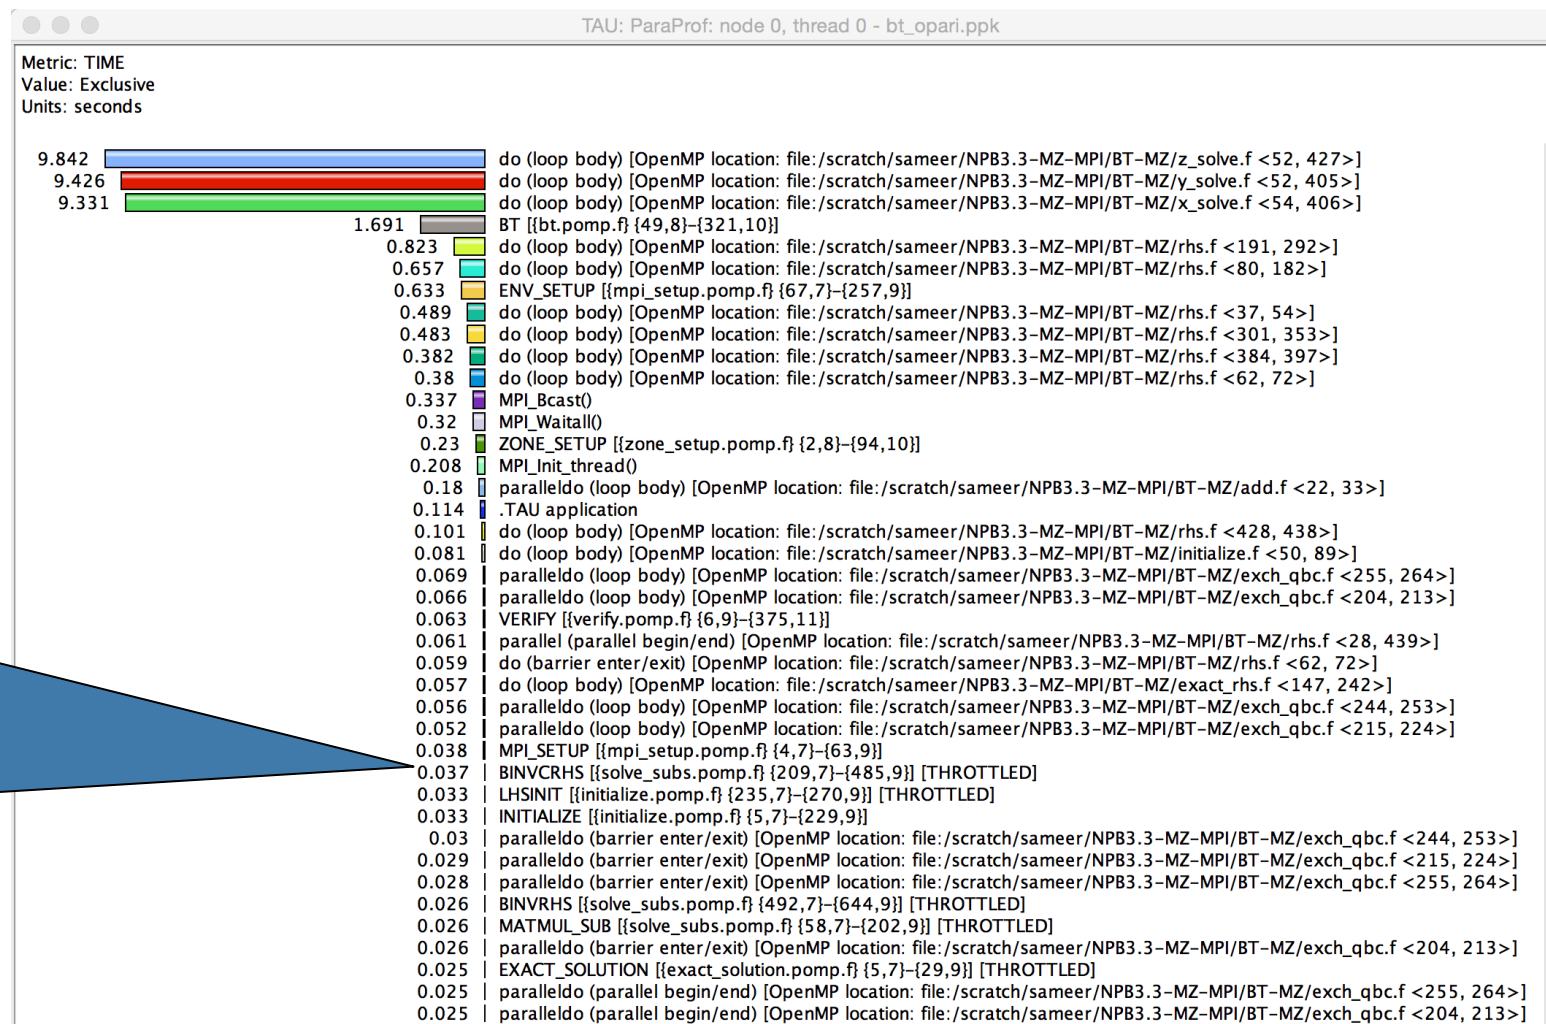 TAU: ParaProf: node 0, thread 0 - bt_opari.ppk
Metric: TIME
Value: Exclusive
Units: seconds
9.842 do (loop body) [OpenMP location: file:/scratch/sameer/NPB3.3-MZ-MPI/BT-MZ/z_solve.f <52, 427>]
9.426 do (loop body) [OpenMP location: file:/scratch/sameer/NPB3.3-MZ-MPI/BT-MZ/y_solve.f <52, 405>]
9.331 do (loop body) [OpenMP location: file:/scratch/sameer/NPB3.3-MZ-MPI/BT-MZ/x_solve.f <54, 406>]
1.691 BT [{bt.pomp.f} {49,8}-{321,10}]
0.823 do (loop body) [OpenMP location: file:/scratch/sameer/NPB3.3-MZ-MPI/BT-MZ/rhs.f <191, 292>]
0.657 do (loop body) [OpenMP location: file:/scratch/sameer/NPB3.3-MZ-MPI/BT-MZ/rhs.f <80, 182>]
0.633 ENV_SETUP [{mpi_setup.pomp.f} {67,7}-{257,9}]
0.489 do (loop body) [OpenMP location: file:/scratch/sameer/NPB3.3-MZ-MPI/BT-MZ/rhs.f <37, 54>]
0.483 do (loop body) [OpenMP location: file:/scratch/sameer/NPB3.3-MZ-MPI/BT-MZ/rhs.f <301, 353>]
0.382 do (loop body) [OpenMP location: file:/scratch/sameer/NPB3.3-MZ-MPI/BT-MZ/rhs.f <384, 397>]
0.38 do (loop body) [OpenMP location: file:/scratch/sameer/NPB3.3-MZ-MPI/BT-MZ/rhs.f <62, 72>]
0.337 MPI_Bcast()
0.32 MPI_Waitall()
0.23 ZONE_SETUP [{zone_setup.pomp.f} {2,8}-{94,10}]
0.208 MPI_Init_thread()
0.18 paralleldo (loop body) [OpenMP location: file:/scratch/sameer/NPB3.3-MZ-MPI/BT-MZ/add.f <22, 33>]
0.114 .TAU application
0.101 do (loop body) [OpenMP location: file:/scratch/sameer/NPB3.3-MZ-MPI/BT-MZ/rhs.f <428, 438>]
0.081 do (loop body) [OpenMP location: file:/scratch/sameer/NPB3.3-MZ-MPI/BT-MZ/initialize.f <50, 89>]
0.069 paralleldo (loop body) [OpenMP location: file:/scratch/sameer/NPB3.3-MZ-MPI/BT-MZ/exch_qbc.f <255, 264>]
0.066 paralleldo (loop body) [OpenMP location: file:/scratch/sameer/NPB3.3-MZ-MPI/BT-MZ/exch_qbc.f <204, 213>]
0.063 VERIFY [{verify.pomp.f} {6,9}-{375,11}]
0.061 parallel (parallel begin/end) [OpenMP location: file:/scratch/sameer/NPB3.3-MZ-MPI/BT-MZ/rhs.f <28, 439>]
0.059 do (barrier enter/exit) [OpenMP location: file:/scratch/sameer/NPB3.3-MZ-MPI/BT-MZ/rhs.f <62, 72>]
0.057 do (loop body) [OpenMP location: file:/scratch/sameer/NPB3.3-MZ-MPI/BT-MZ/exact_rhs.f <147, 242>]
0.056 paralleldo (loop body) [OpenMP location: file:/scratch/sameer/NPB3.3-MZ-MPI/BT-MZ/exch_qbc.f <244, 253>]
0.052 paralleldo (loop body) [OpenMP location: file:/scratch/sameer/NPB3.3-MZ-MPI/BT-MZ/exch_qbc.f <215, 224>]
0.038 MPI_SETUP [{mpi_setup.pomp.f} {4,7}-{63,9}]
0.037 BINVCRHS [{solve_subs.pomp.f} {209,7}-{485,9}] [THROTTLED]
0.033 LHSINIT [{initialize.pomp.f} {235,7}-{270,9}] [THROTTLED]
0.033 INITIALIZE [{initialize.pomp.f} {5,7}-{229,9}]
0.03 paralleldo (barrier enter/exit) [OpenMP location: file:/scratch/sameer/NPB3.3-MZ-MPI/BT-MZ/exch_qbc.f <244, 253>]
0.029 paralleldo (barrier enter/exit) [OpenMP location: file:/scratch/sameer/NPB3.3-MZ-MPI/BT-MZ/exch_qbc.f <215, 224>]
0.028 paralleldo (barrier enter/exit) [OpenMP location: file:/scratch/sameer/NPB3.3-MZ-MPI/BT-MZ/exch_qbc.f <255, 264>]
0.026 BINVRHS [{solve_subs.pomp.f} {492,7}-{644,9}] [THROTTLED]
0.026 MATMUL_SUB [{solve_subs.pomp.f} {58,7}-{202,9}] [THROTTLED]
0.026 paralleldo (barrier enter/exit) [OpenMP location: file:/scratch/sameer/NPB3.3-MZ-MPI/BT-MZ/exch_qbc.f <204, 213>]
0.025 EXACT_SOLUTION [{exact_solution.pomp.f} {5,7}-{29,9}] [THROTTLED]
0.025 paralleldo (parallel begin/end) [OpenMP location: file:/scratch/sameer/NPB3.3-MZ-MPI/BT-MZ/exch_qbc.f <255, 264>]
0.025 paralleldo (parallel begin/end) [OpenMP location: file:/scratch/sameer/NPB3.3-MZ-MPI/BT-MZ/exch_qbc.f <204, 213>]